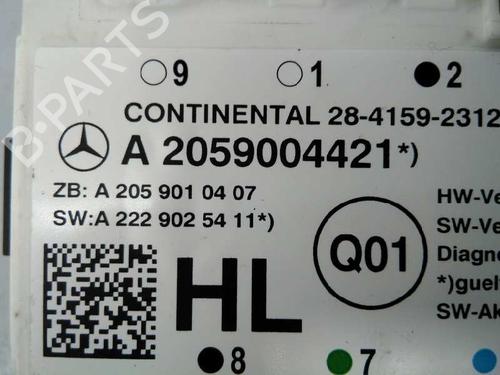 9 1 2
CONTINENTAL 28-4159-2312
A 2059004421*)
ZB: A 205 901 04 07
SW:A 222 902 54 11*)
HW-Ve
SW-Ve
Diagne
*)guel
SW-Ak
Q01
HL
8 7
B-PARTS